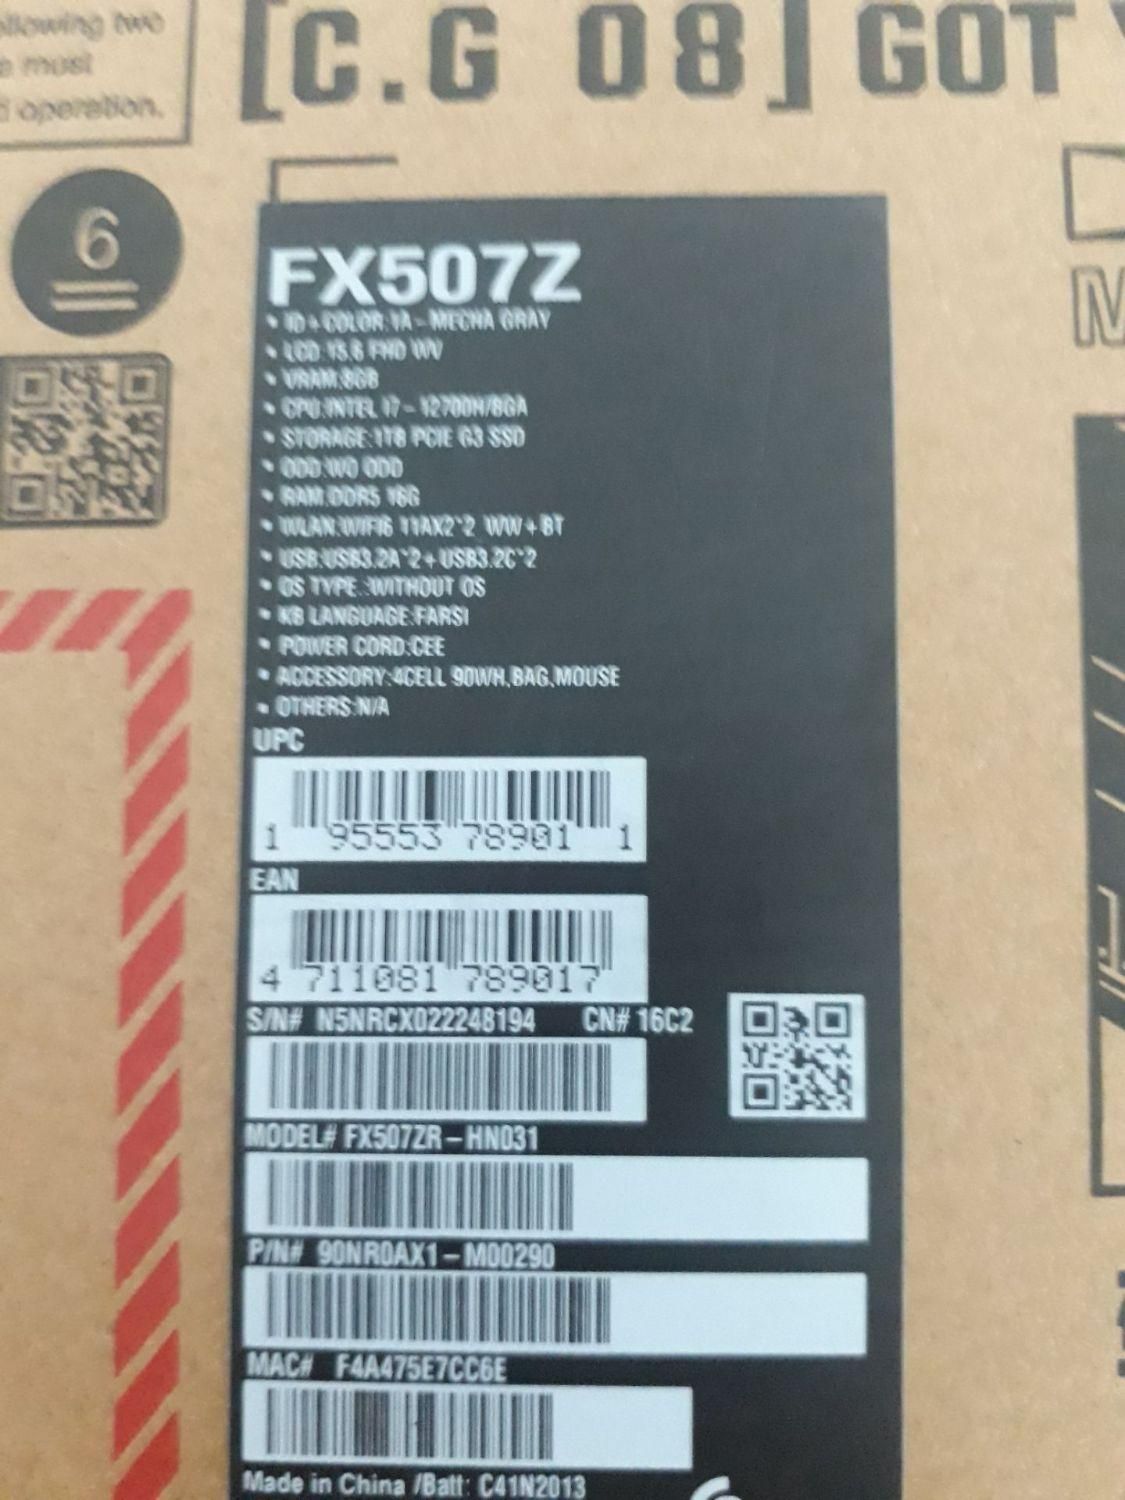 ollowing two
must
operation.
[C.G 08] GOT
6
FX507Z
• ID+COLOR:1A-MECHA GRAY
• LCD:15.6 FHD WV
• VRAM:8GB
• CPU:INTEL I7-12700H/BGA
• STORAGE:1TB PCIE G3 SSD
• ODD:WO ODD
• RAM:DDR5 16G
• WLAN:WIFI6 11AX2*2 WW+BT
• USB:USB3.2A*2+USB3.2C*2
• OS TYPE.:WITHOUT OS
• KB LANGUAGE:FARSI
• POWER CORD:CEE
• ACCESSORY:4CELL 90WH,BAG,MOUSE
• OTHERS:N/A
UPC
1 95553 78901 1
EAN
4 711081 789017
S/N# N5NRCX022248194 CN# 16C2
MODEL# FX507ZR-HN031
P/N# 90NR0AX1-M00290
MAC# F4A475E7CC6E
Made in China /Batt: C41N2013